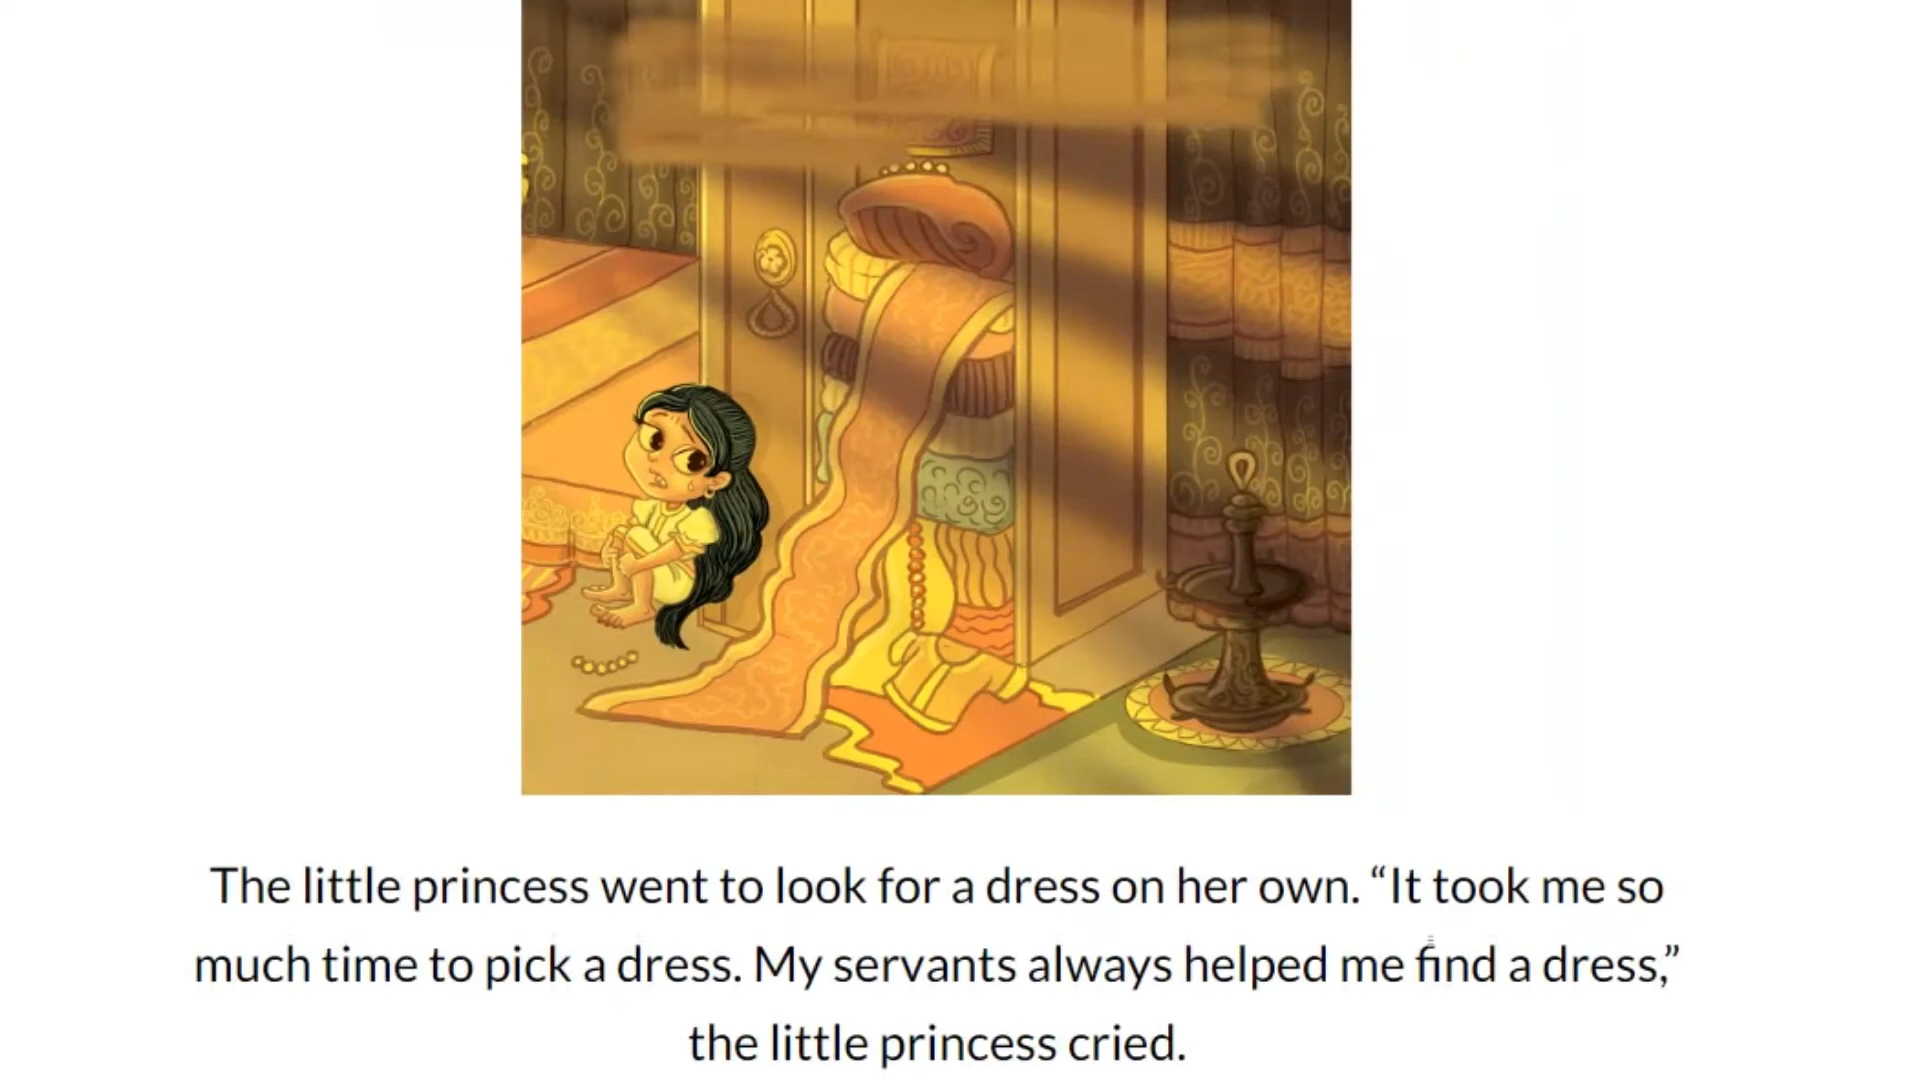 The little princess went to look for a dress on her own. “It took me so
much time to pick a dress. My servants always helped me find a dress,”
the little princess cried.